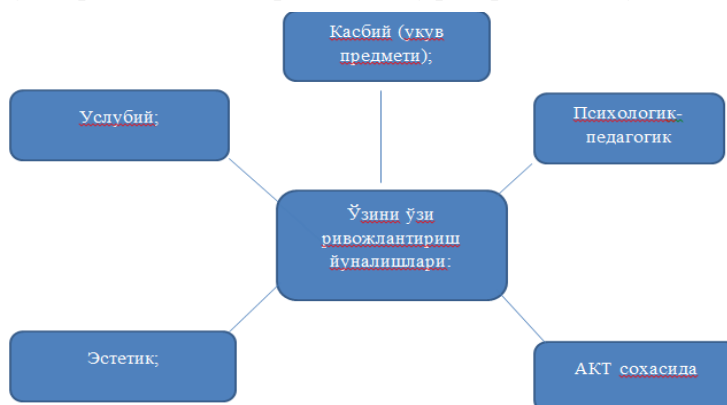 Касбий (укув
предмети);
Услубий;
Психологик-
педагогик
Ўзини ўзи
ривожлантириш
йуналишлари:
Эстетик;
АКТ сохасида